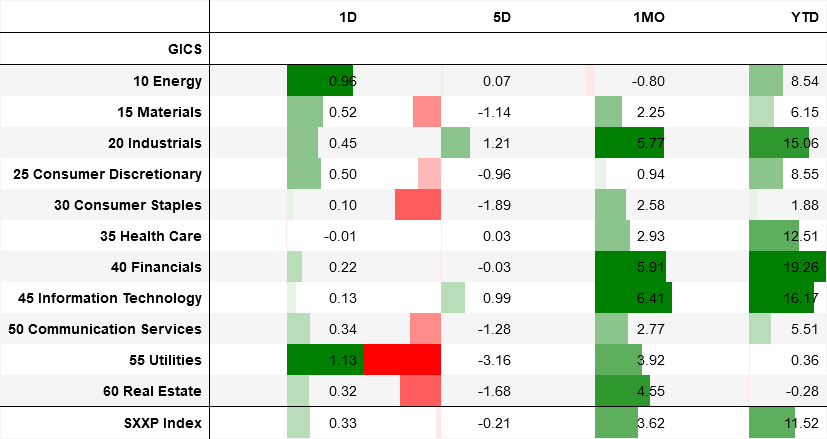 1D 5D 1MO YTD
GICS
10 Energy 0.96 0.07 -0.80 8.54
15 Materials 0.52 -1.14 2.25 6.15
20 Industrials 0.45 1.21 5.77 15.06
25 Consumer Discretionary 0.50 -0.96 0.94 8.55
30 Consumer Staples 0.10 -1.89 2.58 1.88
35 Health Care -0.01 0.03 2.93 12.51
40 Financials 0.22 -0.03 5.91 19.26
45 Information Technology 0.13 0.99 6.41 16.17
50 Communication Services 0.34 -1.28 2.77 5.51
55 Utilities 1.13 -3.16 3.92 0.36
60 Real Estate 0.32 -1.68 4.55 -0.28
SXXP Index 0.33 -0.21 3.62 11.52